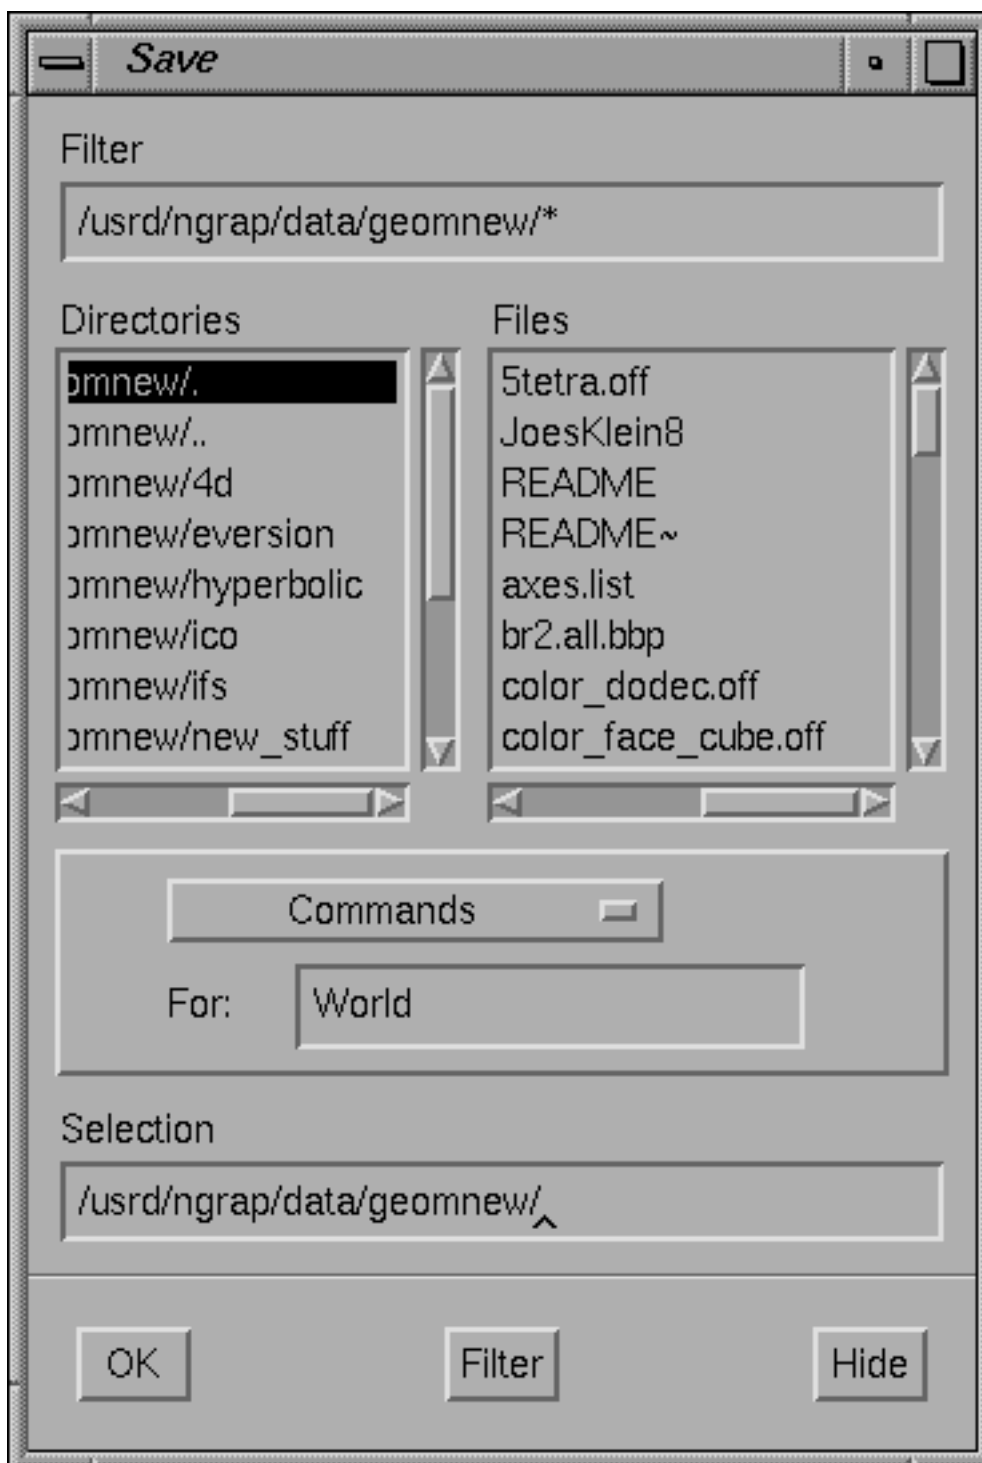 Save
Filter
/usrd/ngrap/data/geomnew/*
Directories
Files
omnew/.
omnew/..
omnew/4d
omnew/eversion
omnew/hyperbolic
omnew/ico
omnew/ifs
omnew/new_stuff
5tetra.off
JoesKlein8
README
README~
axes.list
br2.all.bbp
color_dodec.off
color_face_cube.off
Commands
For: World
Selection
/usrd/ngrap/data/geomnew/
OK Filter Hide